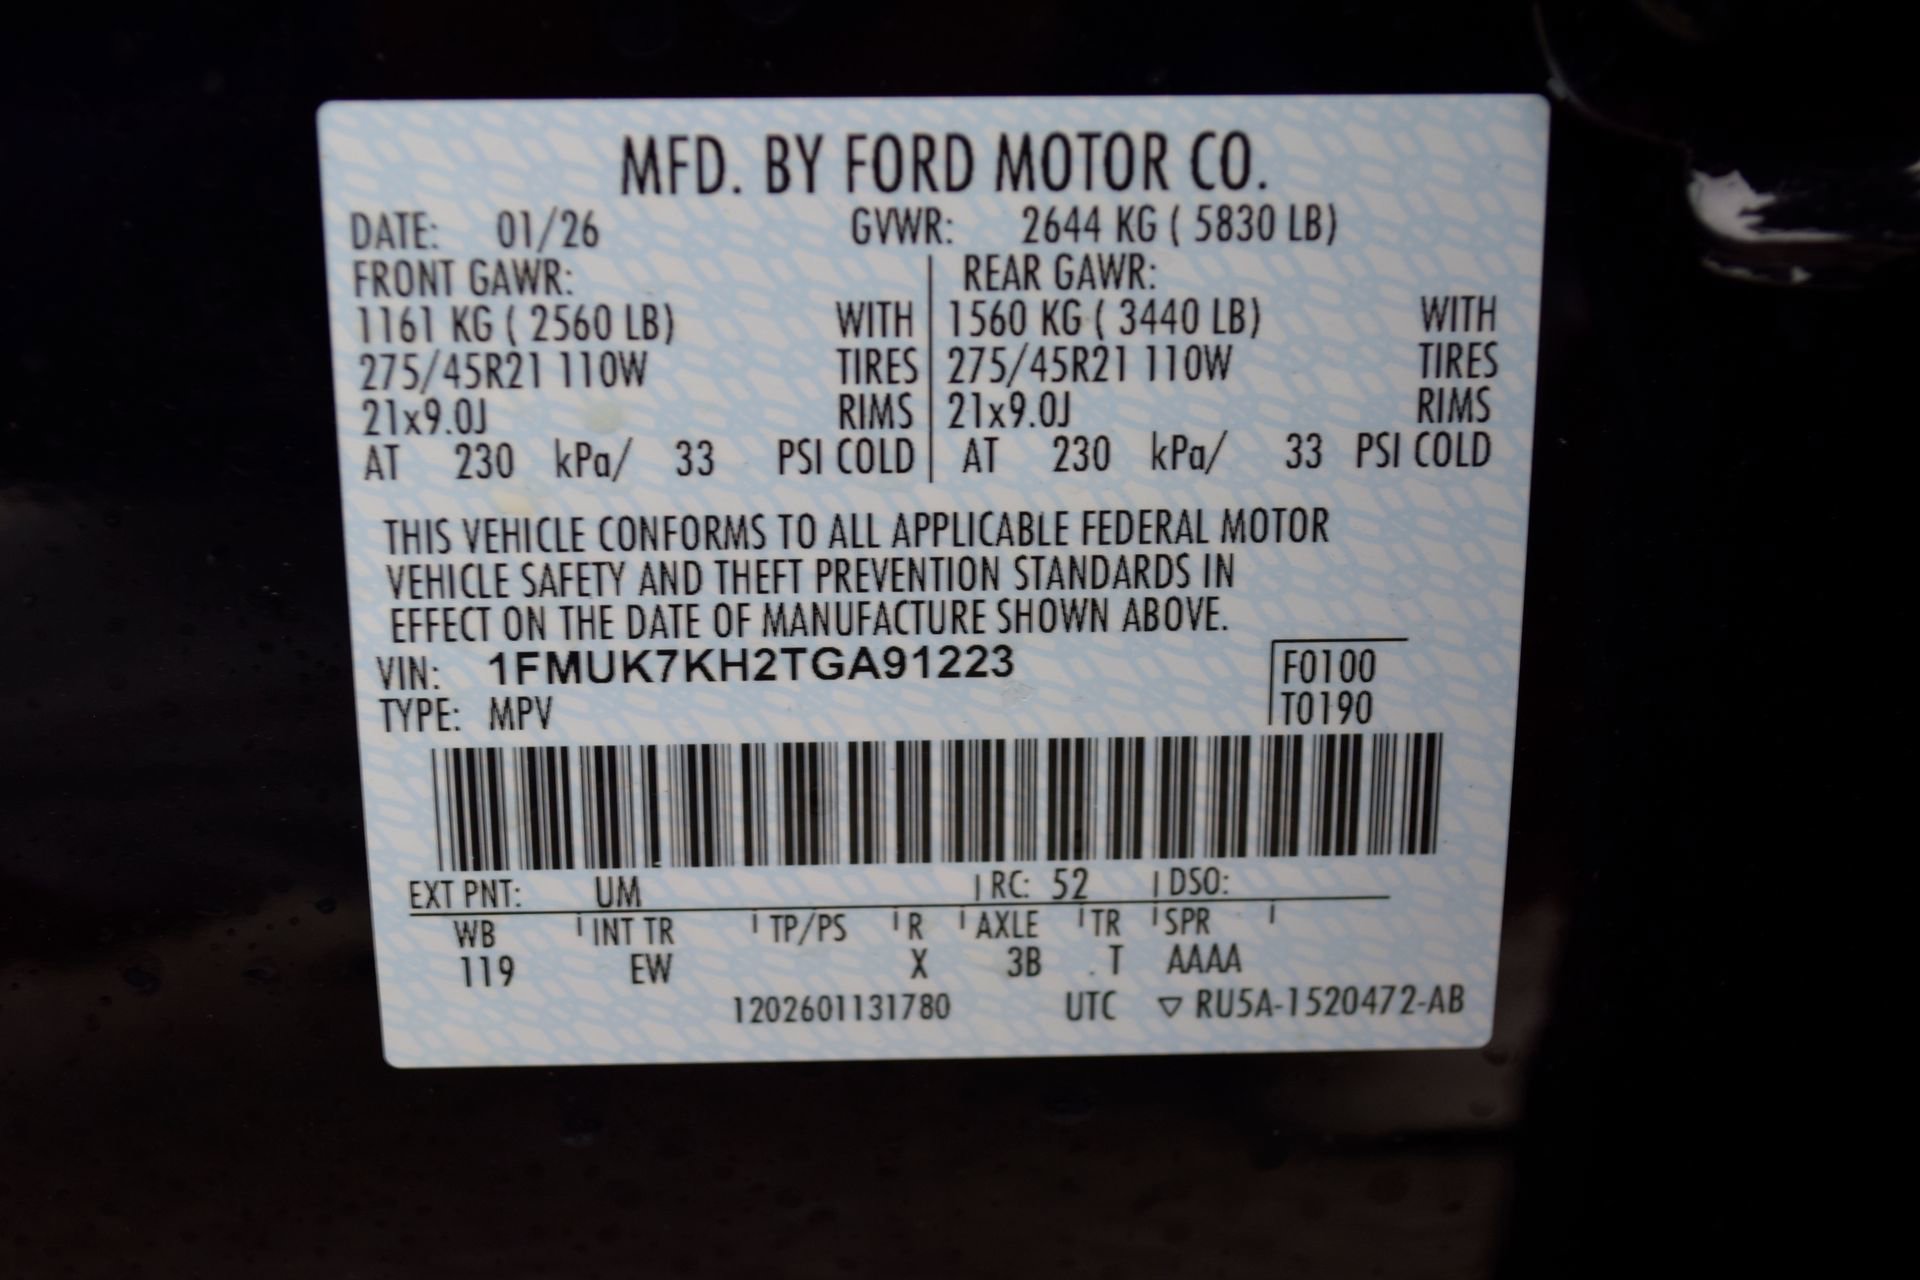 MFD. BY FORD MOTOR CO.
DATE: 01/26 GVWR: 2644 KG ( 5830 LB)
FRONT GAWR: REAR GAWR:
1161 KG ( 2560 LB) WITH 1560 KG ( 3440 LB) WITH
275/45R21 110W TIRES 275/45R21 110W TIRES
21x9.0J RIMS 21x9.0J RIMS
AT 230 kPa/ 33 PSI COLD AT 230 kPa/ 33 PSI COLD
THIS VEHICLE CONFORMS TO ALL APPLICABLE FEDERAL MOTOR
VEHICLE SAFETY AND THEFT PREVENTION STANDARDS IN
EFFECT ON THE DATE OF MANUFACTURE SHOWN ABOVE.
VIN: 1FMUK7KH2TGA91223 F0100
TYPE: MPV T0190
EXT PNT: UM RC: 52 DSO:
WB INT TR TP/PS R AXLE TR SPR
119 EW X 3B T AAAA
1202601131780 UTC ▽ RU5A-1520472-AB